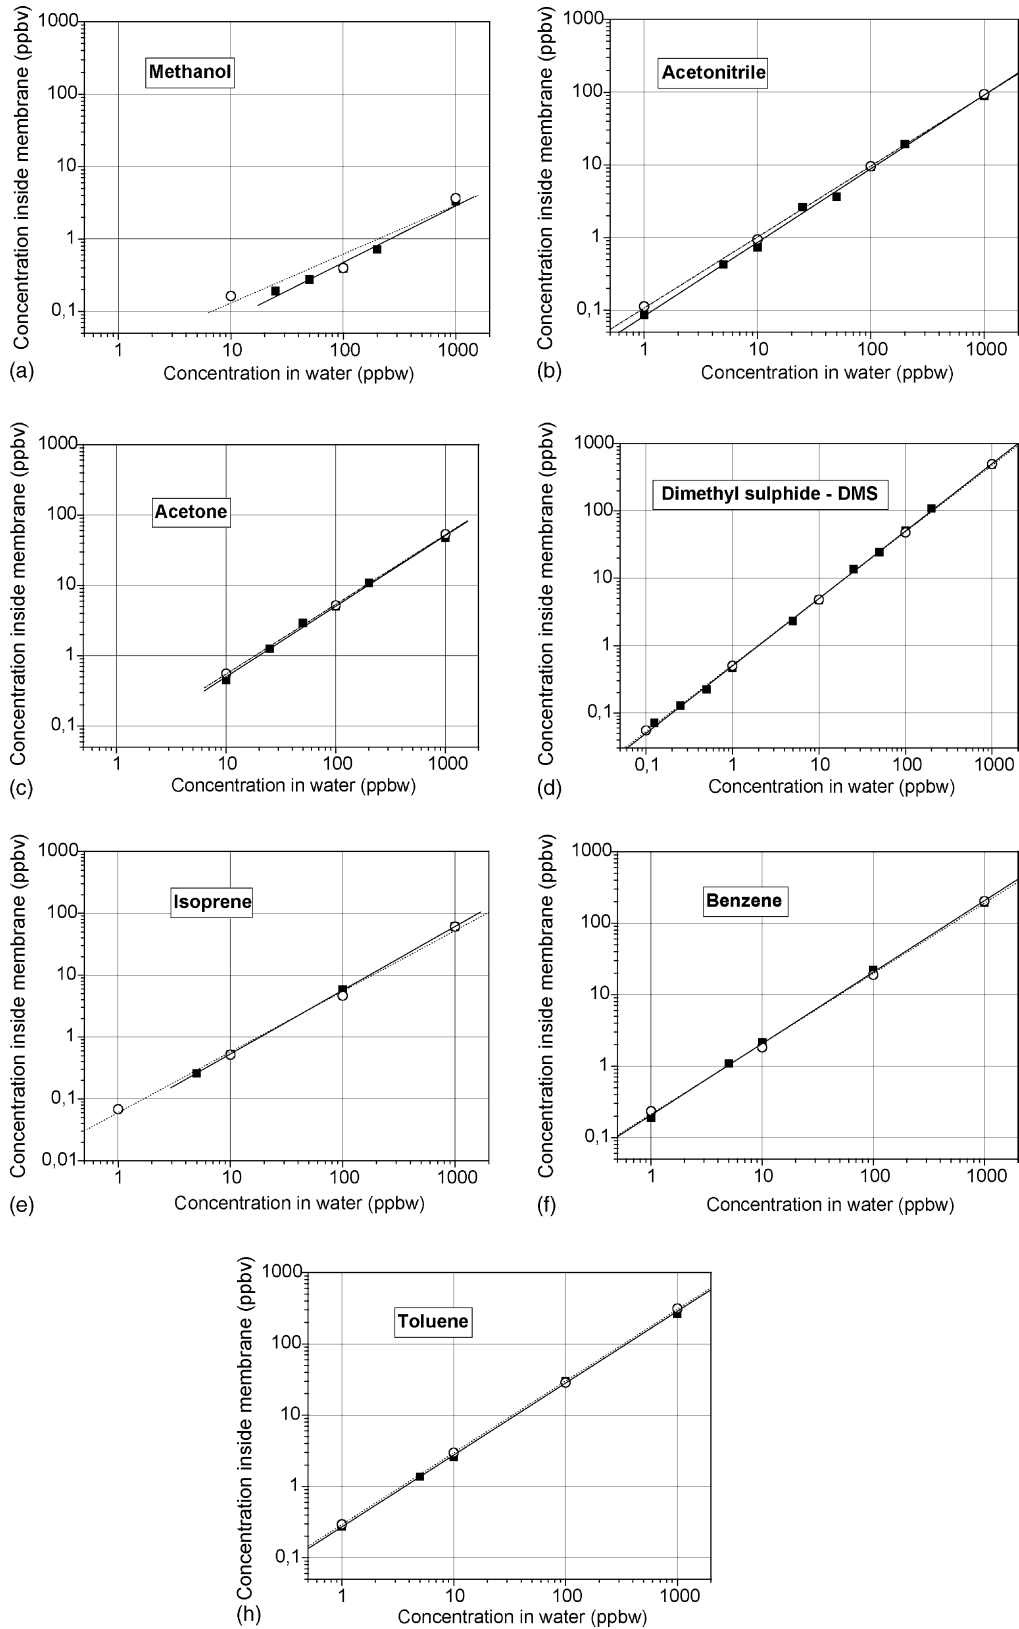 Concentration inside membrane (ppbv)
1000
100
10
1
0,1
Methanol
1
10
100
1000
Concentration in water (ppbw)
(a)
Concentration inside membrane (ppbv)
1000
100
10
1
0,1
Acetonitrile
1
10
100
1000
Concentration in water (ppbw)
(b)
Concentration inside membrane (ppbv)
1000
100
10
1
0,1
Acetone
1
10
100
1000
Concentration in water (ppbw)
(c)
Concentration inside membrane (ppbv)
1000
100
10
1
0,1
Dimethyl sulphide - DMS
0,1
1
10
100
1000
Concentration in water (ppbw)
(d)
Concentration inside membrane (ppbv)
1000
100
10
1
0,1
0,01
Isoprene
1
10
100
1000
Concentration in water (ppbw)
(e)
Concentration inside membrane (ppbv)
1000
100
10
1
0,1
Benzene
1
10
100
1000
Concentration in water (ppbw)
(f)
Concentration inside membrane (ppbv)
1000
100
10
1
0,1
Toluene
1
10
100
1000
Concentration in water (ppbw)
(h)